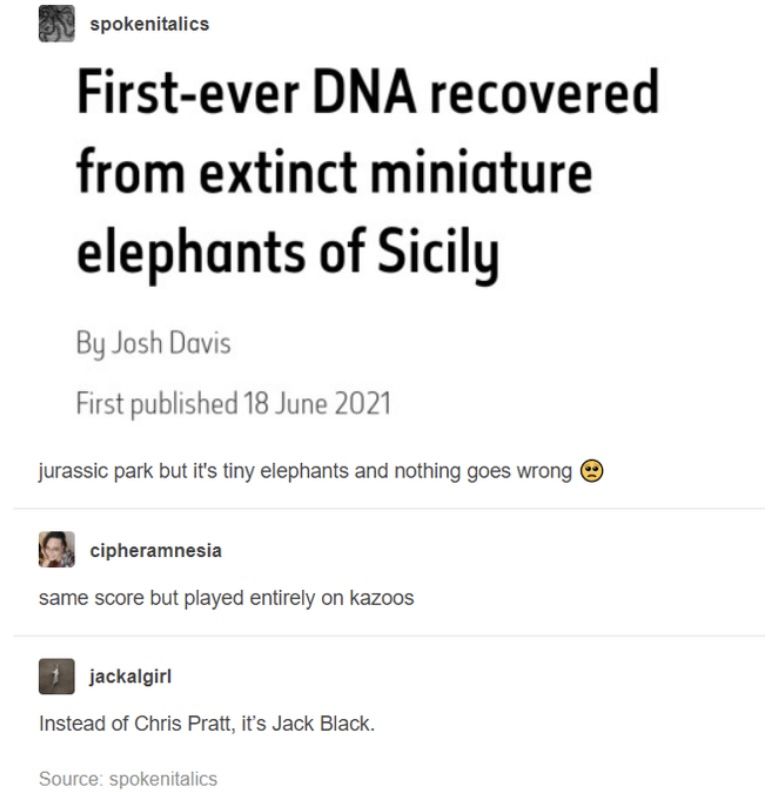 spokenitalics
First-ever DNA recovered
from extinct miniature
elephants of Sicily
By Josh Davis
First published 18 June 2021
jurassic park but it's tiny elephants and nothing goes wrong 🥺
cipheramnesia
same score but played entirely on kazoos
jackalgirl
Instead of Chris Pratt, it’s Jack Black.
Source: spokenitalics